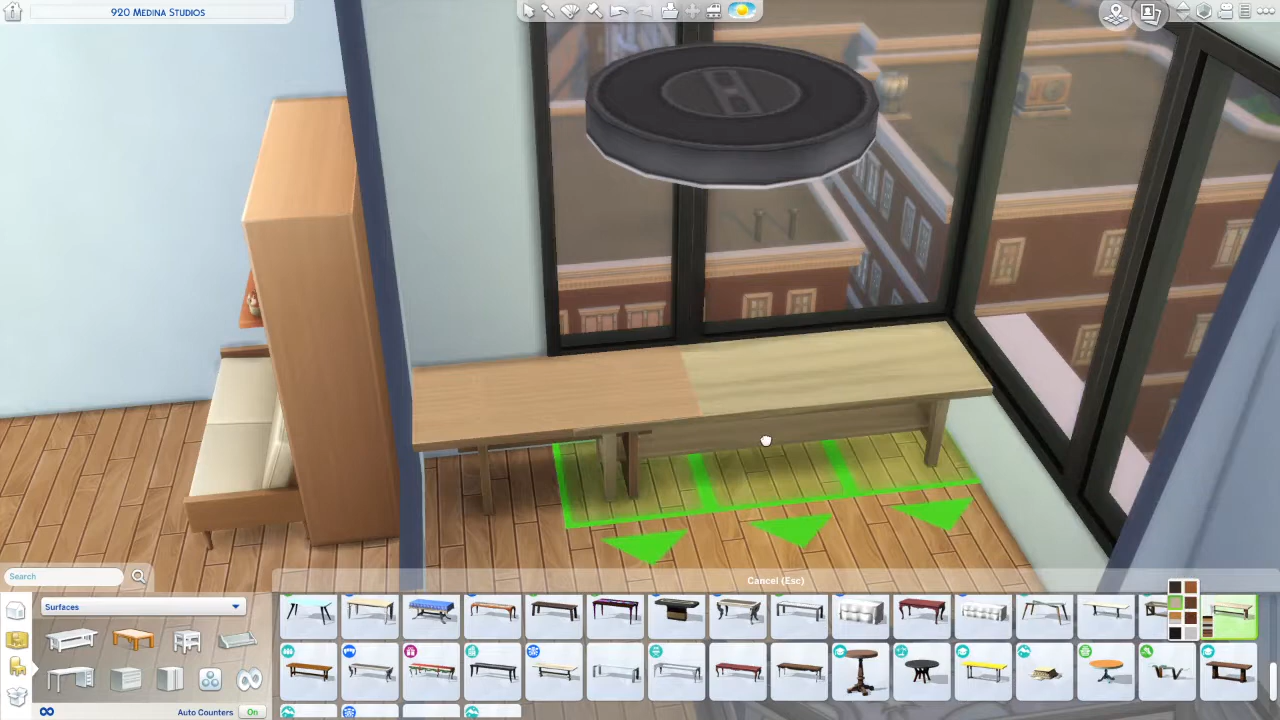 920 Medina Studios
Cancel (Esc)
Search
Surfaces
Auto Counters On